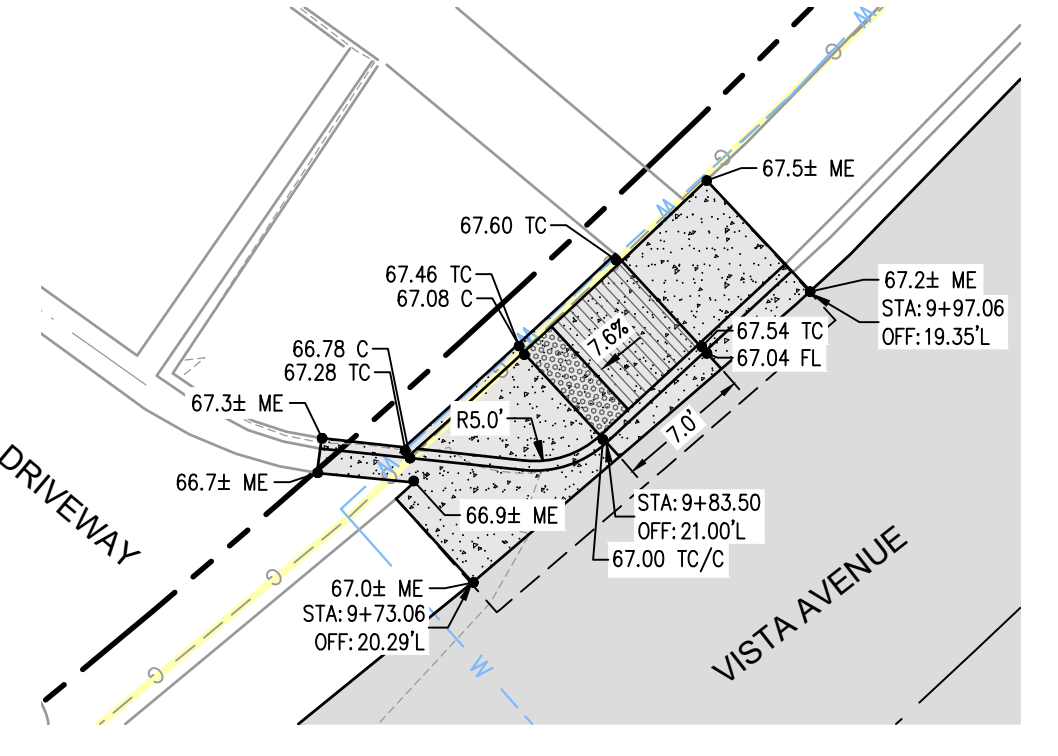 W
G
67.5± ME
G
W
67.60 TC
67.46 TC
67.08 C
67.2± ME
STA: 9+97.06
OFF: 19.35'L
7.6%
67.54 TC
67.04 FL
W
66.78 C
67.28 TC
G
67.3± ME
R5.0'
7.0'
DRIVEWAY
W
G
66.7± ME
66.9± ME
STA: 9+83.50
OFF: 21.00'L
67.00 TC/C
G
67.0± ME
STA: 9+73.06
OFF: 20.29'L
VISTA AVENUE
W
G